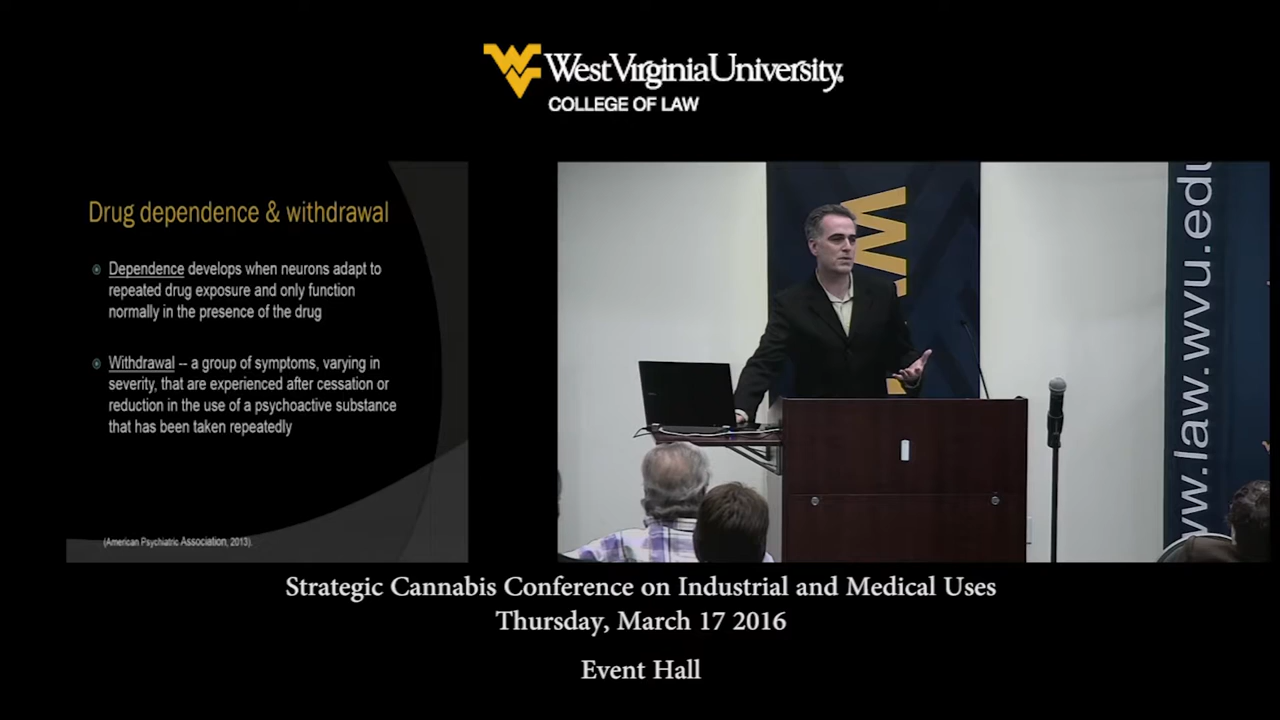 WestVirginiaUniversity.
COLLEGE OF LAW
Drug dependence & withdrawal
Dependence develops when neurons adapt to
repeated drug exposure and only function
normally in the presence of the drug
Withdrawal -- a group of symptoms, varying in
severity, that are experienced after cessation or
reduction in the use of a psychoactive substance
that has been taken repeatedly
(American Psychiatric Association, 2013).
www.law.wvu.edu
Strategic Cannabis Conference on Industrial and Medical Uses
Thursday, March 17 2016
Event Hall